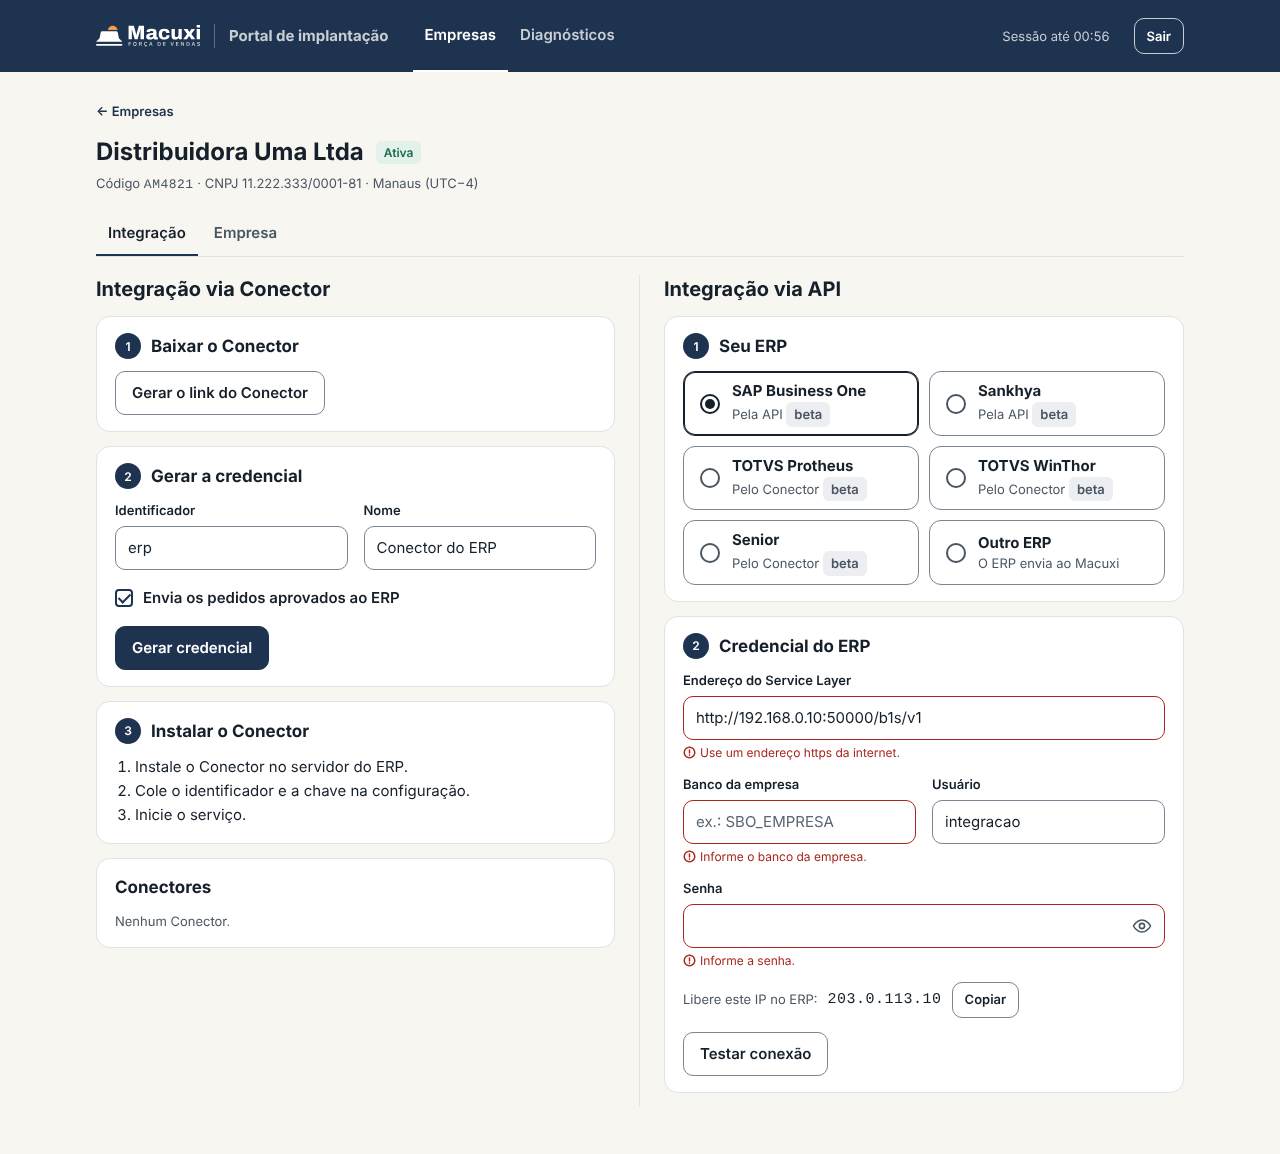 Macuxi
FORÇA DE VENDAS
Portal de implantação
Empresas
Diagnósticos
Sessão até 00:56
Sair
← Empresas
Distribuidora Uma Ltda
Ativa
Código AM4821 · CNPJ 11.222.333/0001-81 · Manaus (UTC−4)
Integração
Empresa
Integração via Conector
1 Baixar o Conector
Gerar o link do Conector
2 Gerar a credencial
Identificador
Nome
erp
Conector do ERP
Envia os pedidos aprovados ao ERP
Gerar credencial
3 Instalar o Conector
1. Instale o Conector no servidor do ERP.
2. Cole o identificador e a chave na configuração.
3. Inicie o serviço.
Conectores
Nenhum Conector.
Integração via API
1 Seu ERP
SAP Business One
Pela API beta
Sankhya
Pela API beta
TOTVS Protheus
Pelo Conector beta
TOTVS WinThor
Pelo Conector beta
Senior
Pelo Conector beta
Outro ERP
O ERP envia ao Macuxi
2 Credencial do ERP
Endereço do Service Layer
http://192.168.0.10:50000/b1s/v1
Use um endereço https da internet.
Banco da empresa
Usuário
ex.: SBO_EMPRESA
integracao
Informe o banco da empresa.
Senha
Informe a senha.
Libere este IP no ERP: 203.0.113.10 Copiar
Testar conexão